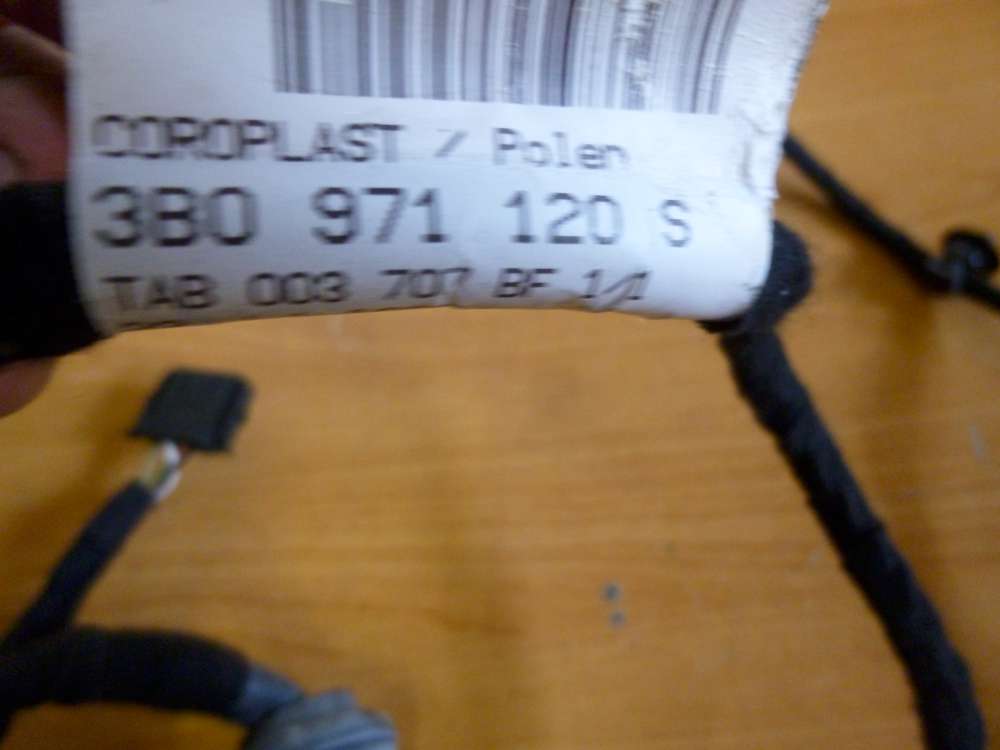 COROPLAST / Polen
3B0 971 120 S
TAB 003 707 BF 1/1